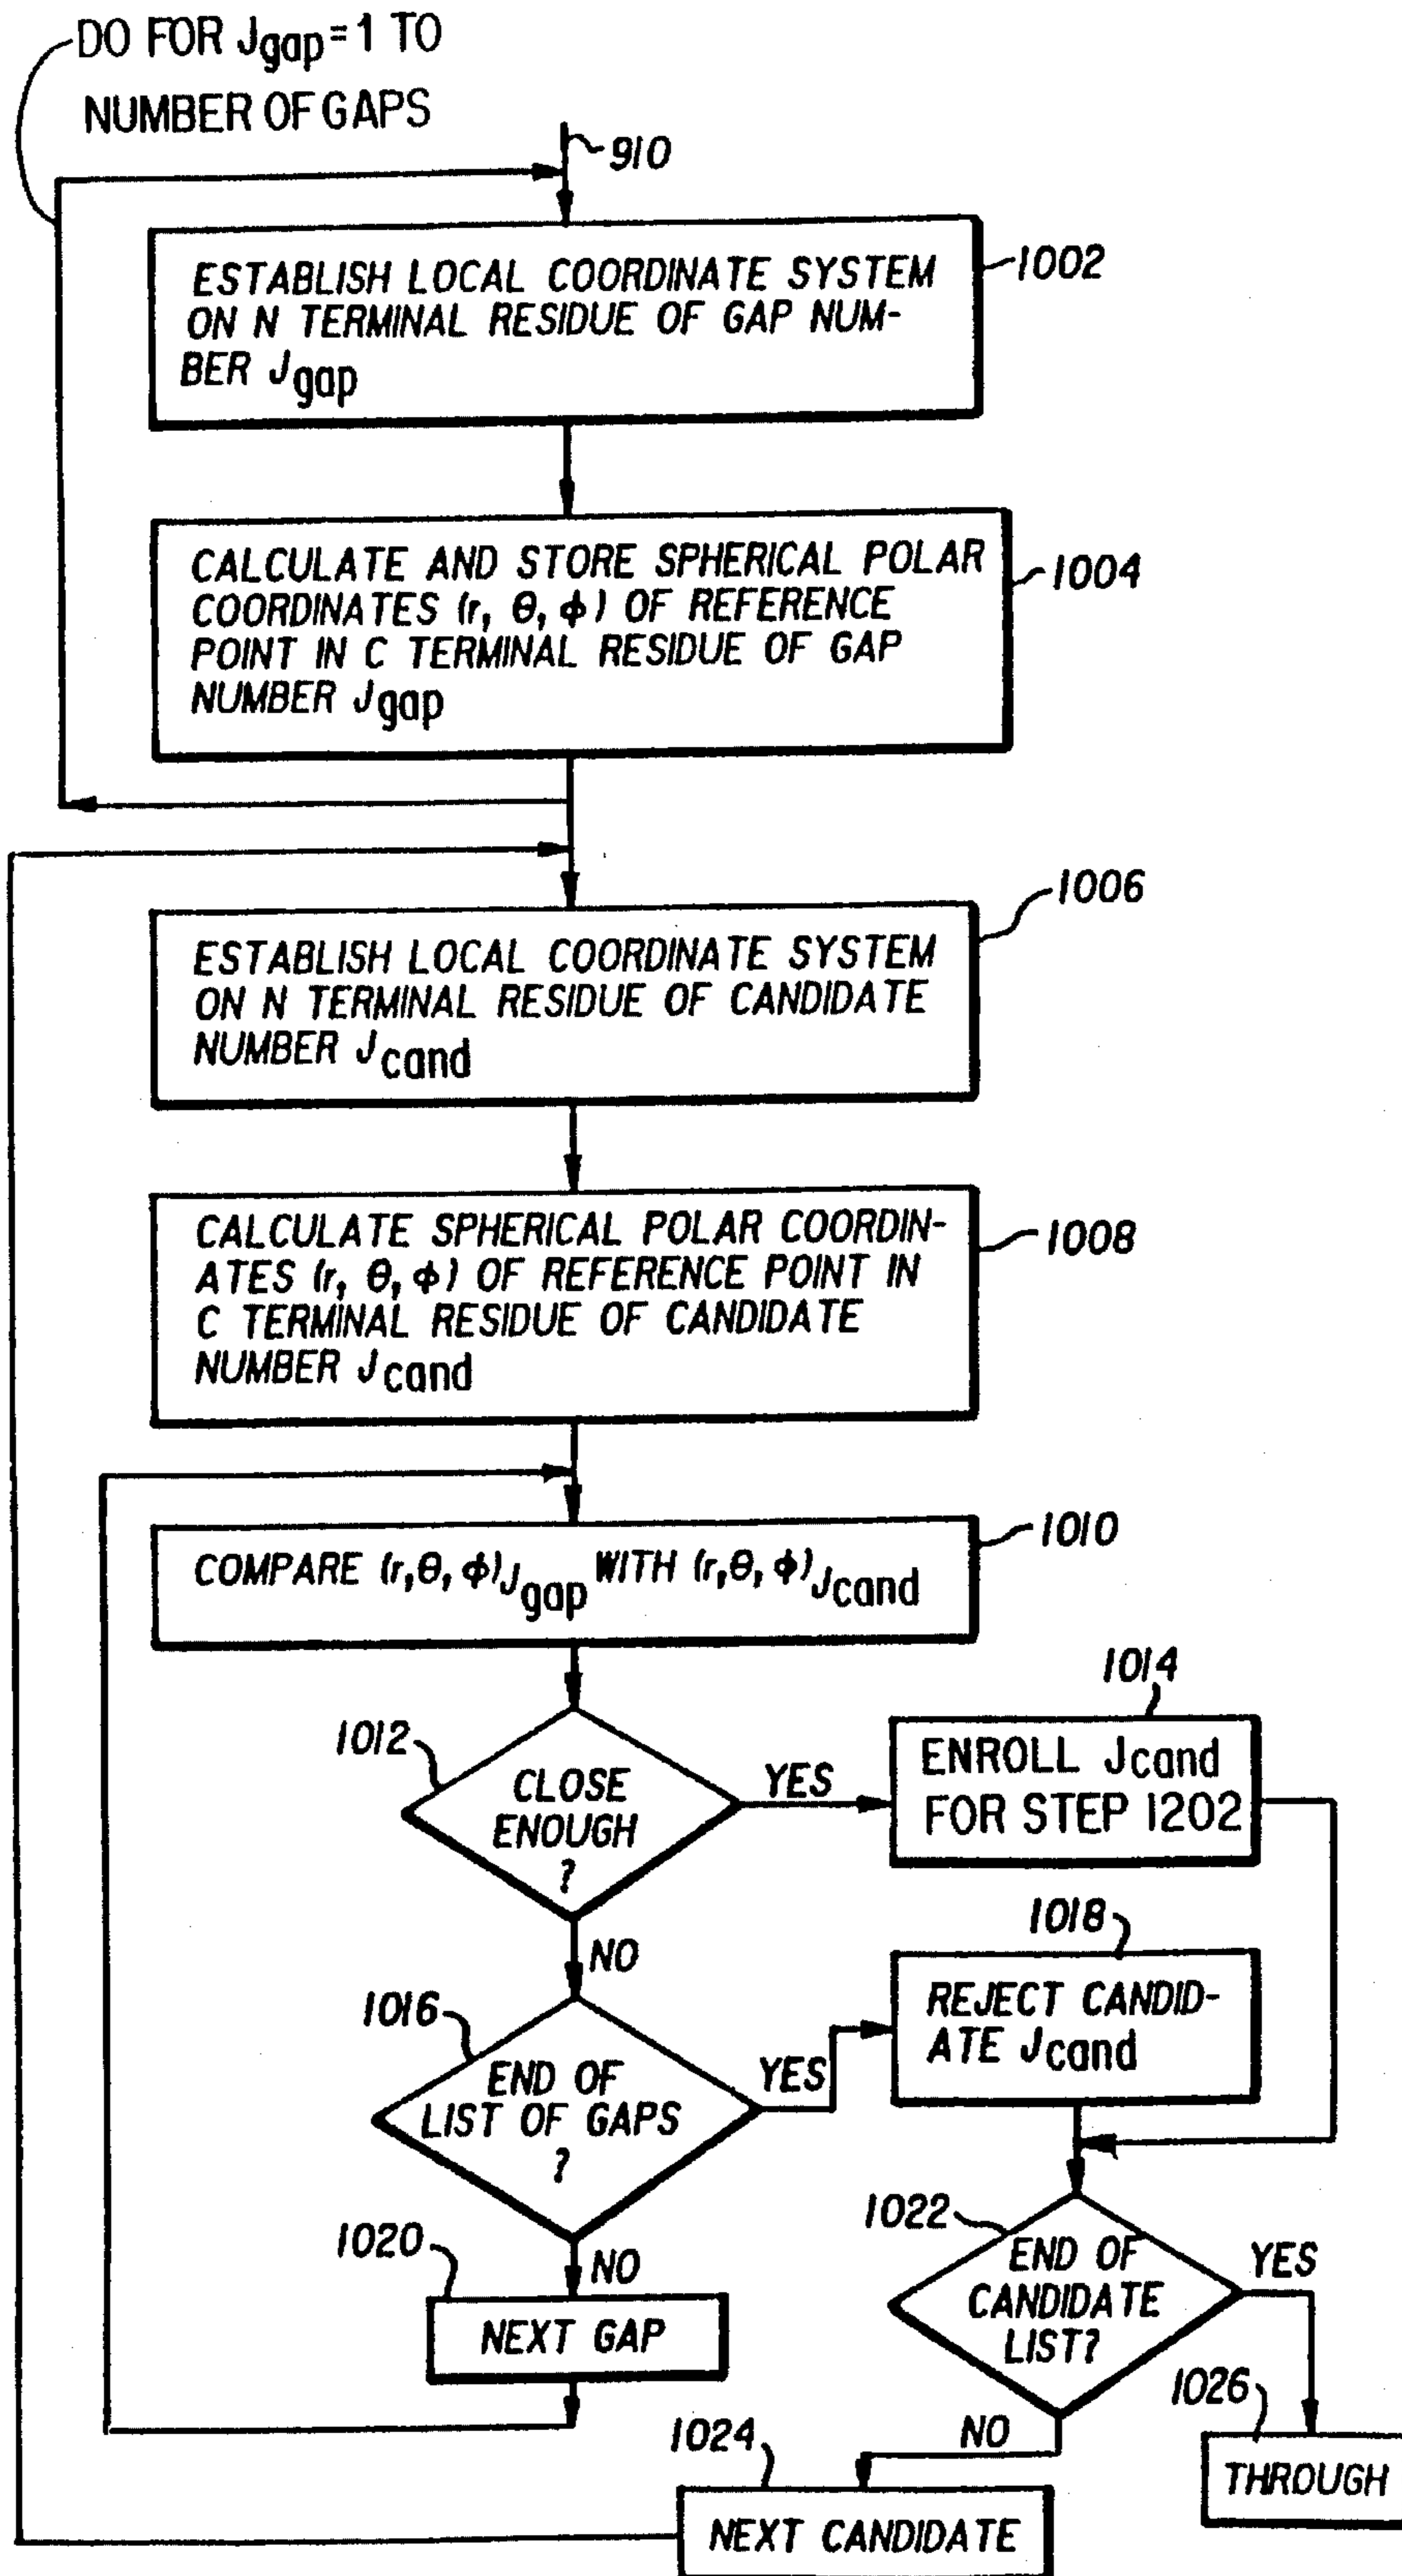 DO FOR Jgap = 1 TO
NUMBER OF GAPS
910
ESTABLISH LOCAL COORDINATE SYSTEM
ON N TERMINAL RESIDUE OF GAP NUM-
BER Jgap
1002
CALCULATE AND STORE SPHERICAL POLAR
COORDINATES (r, θ, ϕ) OF REFERENCE
POINT IN C TERMINAL RESIDUE OF GAP
NUMBER Jgap
1004
ESTABLISH LOCAL COORDINATE SYSTEM
ON N TERMINAL RESIDUE OF CANDIDATE
NUMBER Jcand
1006
CALCULATE SPHERICAL POLAR COORDIN-
ATES (r, θ, ϕ) OF REFERENCE POINT IN
C TERMINAL RESIDUE OF CANDIDATE
NUMBER Jcand
1008
COMPARE (r,θ, ϕ)Jgap WITH (r,θ, ϕ)Jcand
1010
1012
CLOSE
ENOUGH
?
YES
NO
1014
ENROLL Jcand
FOR STEP 1202
1016
END OF
LIST OF GAPS
?
YES
NO
1018
REJECT CANDID-
ATE Jcand
1020
NEXT GAP
1022
END OF
CANDIDATE
LIST?
YES
NO
1024
NEXT CANDIDATE
1026
THROUGH